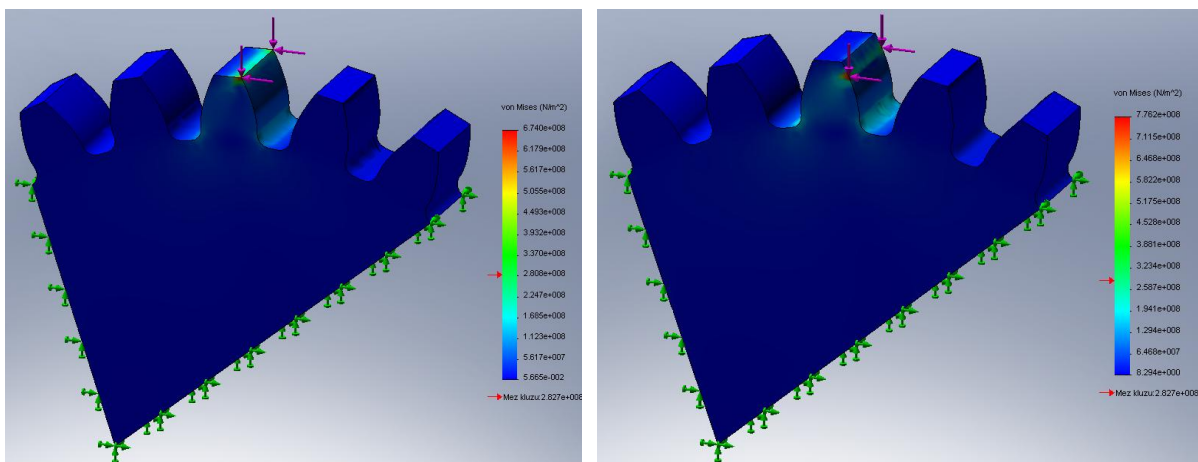 von Mises (N/m^2)
6.740e+008
6.179e+008
5.617e+008
5.055e+008
4.493e+008
3.932e+008
3.370e+008
2.808e+008
2.247e+008
1.685e+008
1.123e+008
5.617e+007
5.665e-002
Mez kluzu:2.827e+008
von Mises (N/m^2)
7.762e+008
7.115e+008
6.468e+008
5.822e+008
5.175e+008
4.528e+008
3.881e+008
3.234e+008
2.587e+008
1.941e+008
1.294e+008
6.468e+007
8.294e+000
Mez kluzu:2.827e+008